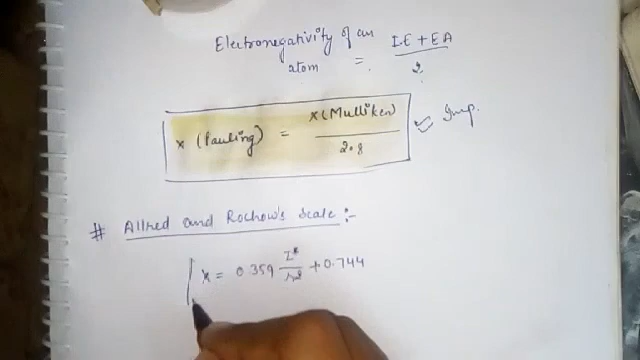 Electronegativity of an atom = I.E + EA / 2
x (Pauling) = x (Mulliken) / 2.8 Imp.
# Allred and Rochow's Scale :-
x = 0.359 Z* / r² + 0.744